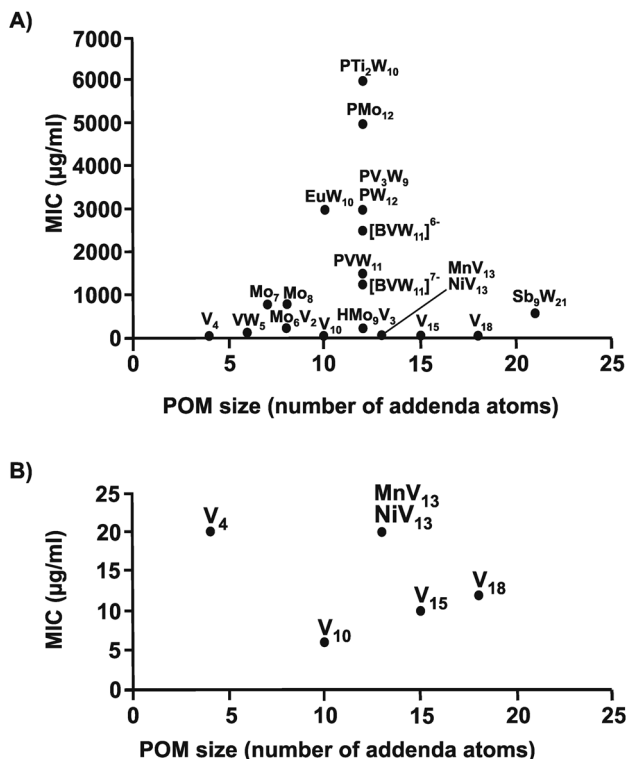 A)
7000
6000
5000
4000
3000
2000
1000
0
MIC (µg/ml)
PTi₂W₁₀
PMo₁₂
PV₃W₉
EuW₁₀
PW₁₂
[BVW₁₁]⁶⁻
PVW₁₁
[BVW₁₁]⁷⁻
MnV₁₃
NiV₁₃
Mo₇
Mo₈
Sb₉W₂₁
V₄
VW₅
Mo₆V₂
V₁₀
HMo₉V₃
V₁₅
V₁₈
0 5 10 15 20 25
POM size (number of addenda atoms)
B)
25
20
15
10
5
0
MIC (µg/ml)
V₄
MnV₁₃
NiV₁₃
V₁₀
V₁₅
V₁₈
0 5 10 15 20 25
POM size (number of addenda atoms)